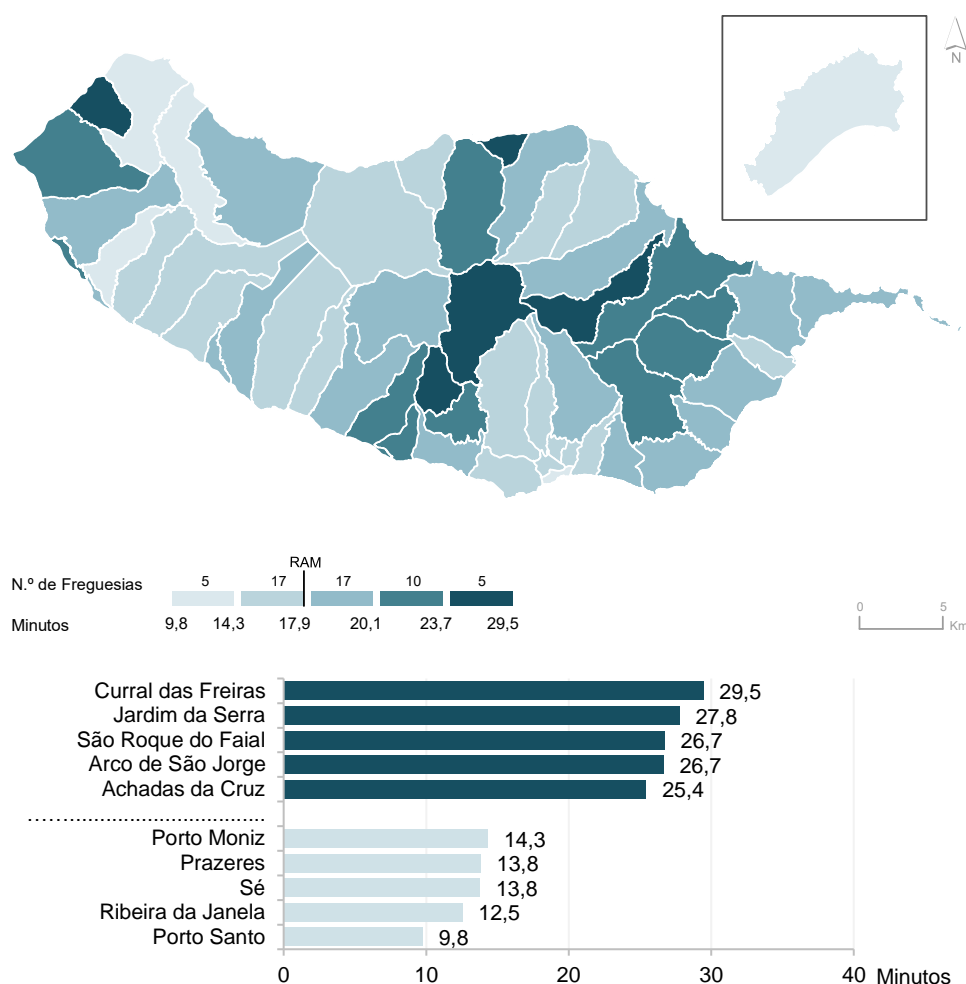 N
RAM
N.º de Freguesias 5 17 17 10 5
Minutos 9,8 14,3 17,9 20,1 23,7 29,5
0 5
Km
Curral das Freiras 29,5
Jardim da Serra 27,8
São Roque do Faial 26,7
Arco de São Jorge 26,7
Achadas da Cruz 25,4
Porto Moniz 14,3
Prazeres 13,8
Sé 13,8
Ribeira da Janela 12,5
Porto Santo 9,8
0 10 20 30 40 Minutos